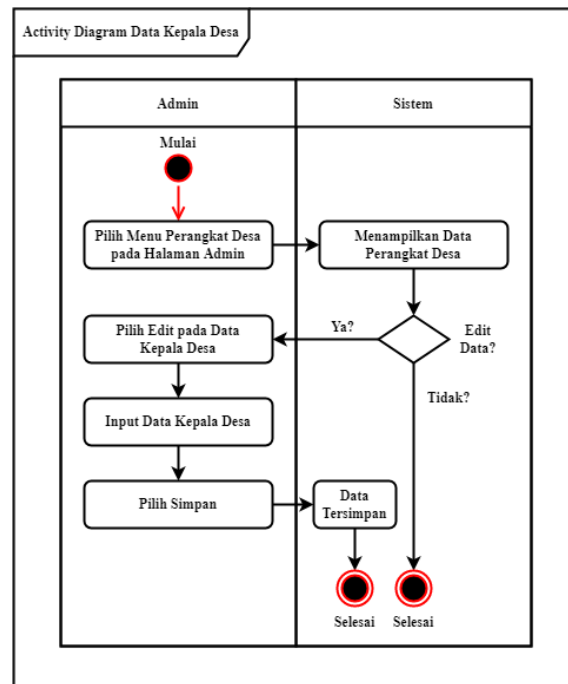 Activity Diagram Data Kepala Desa
Admin
Sistem
Mulai
Pilih Menu Perangkat Desa
pada Halaman Admin
Menampilkan Data
Perangkat Desa
Pilih Edit pada Data
Kepala Desa
Ya?
Edit
Data?
Tidak?
Input Data Kepala Desa
Pilih Simpan
Data
Tersimpan
Selesai
Selesai